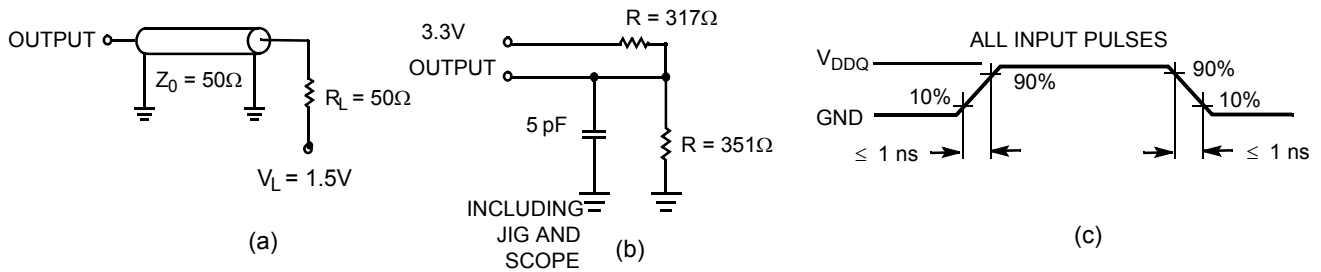 OUTPUT
Z0 = 50Ω
RL = 50Ω
VL = 1.5V
(a)
R = 317Ω
3.3V
OUTPUT
5 pF
R = 351Ω
INCLUDING
JIG AND
SCOPE
(b)
ALL INPUT PULSES
VDDQ
90%
90%
10%
10%
GND
≤ 1 ns
≤ 1 ns
(c)